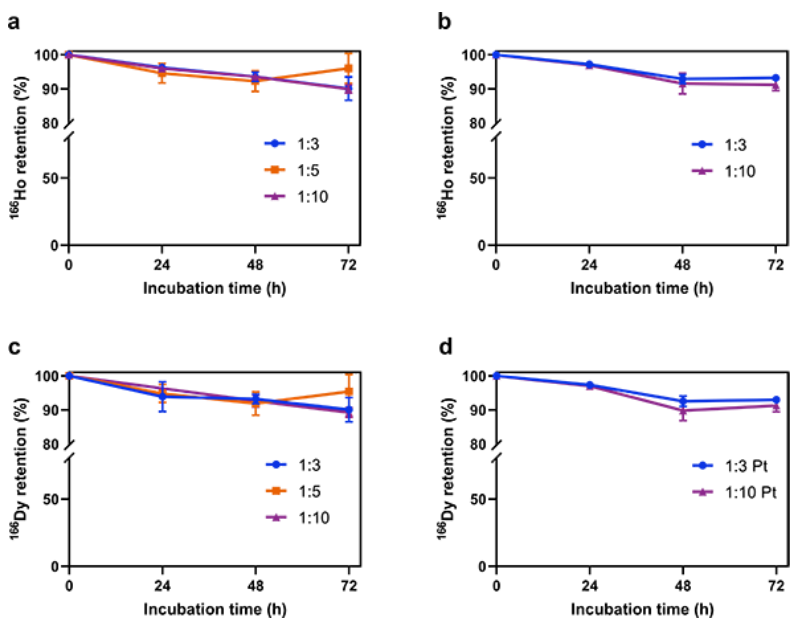 a
100
90
80
50
0
¹⁶⁶Ho retention (%)
1:3
1:5
1:10
0 24 48 72
Incubation time (h)
b
100
90
80
50
0
¹⁶⁶Ho retention (%)
1:3
1:10
0 24 48 72
Incubation time (h)
c
100
90
80
50
0
¹⁶⁶Dy retention (%)
1:3
1:5
1:10
0 24 48 72
Incubation time (h)
d
100
90
80
50
0
¹⁶⁶Dy retention (%)
1:3 Pt
1:10 Pt
0 24 48 72
Incubation time (h)